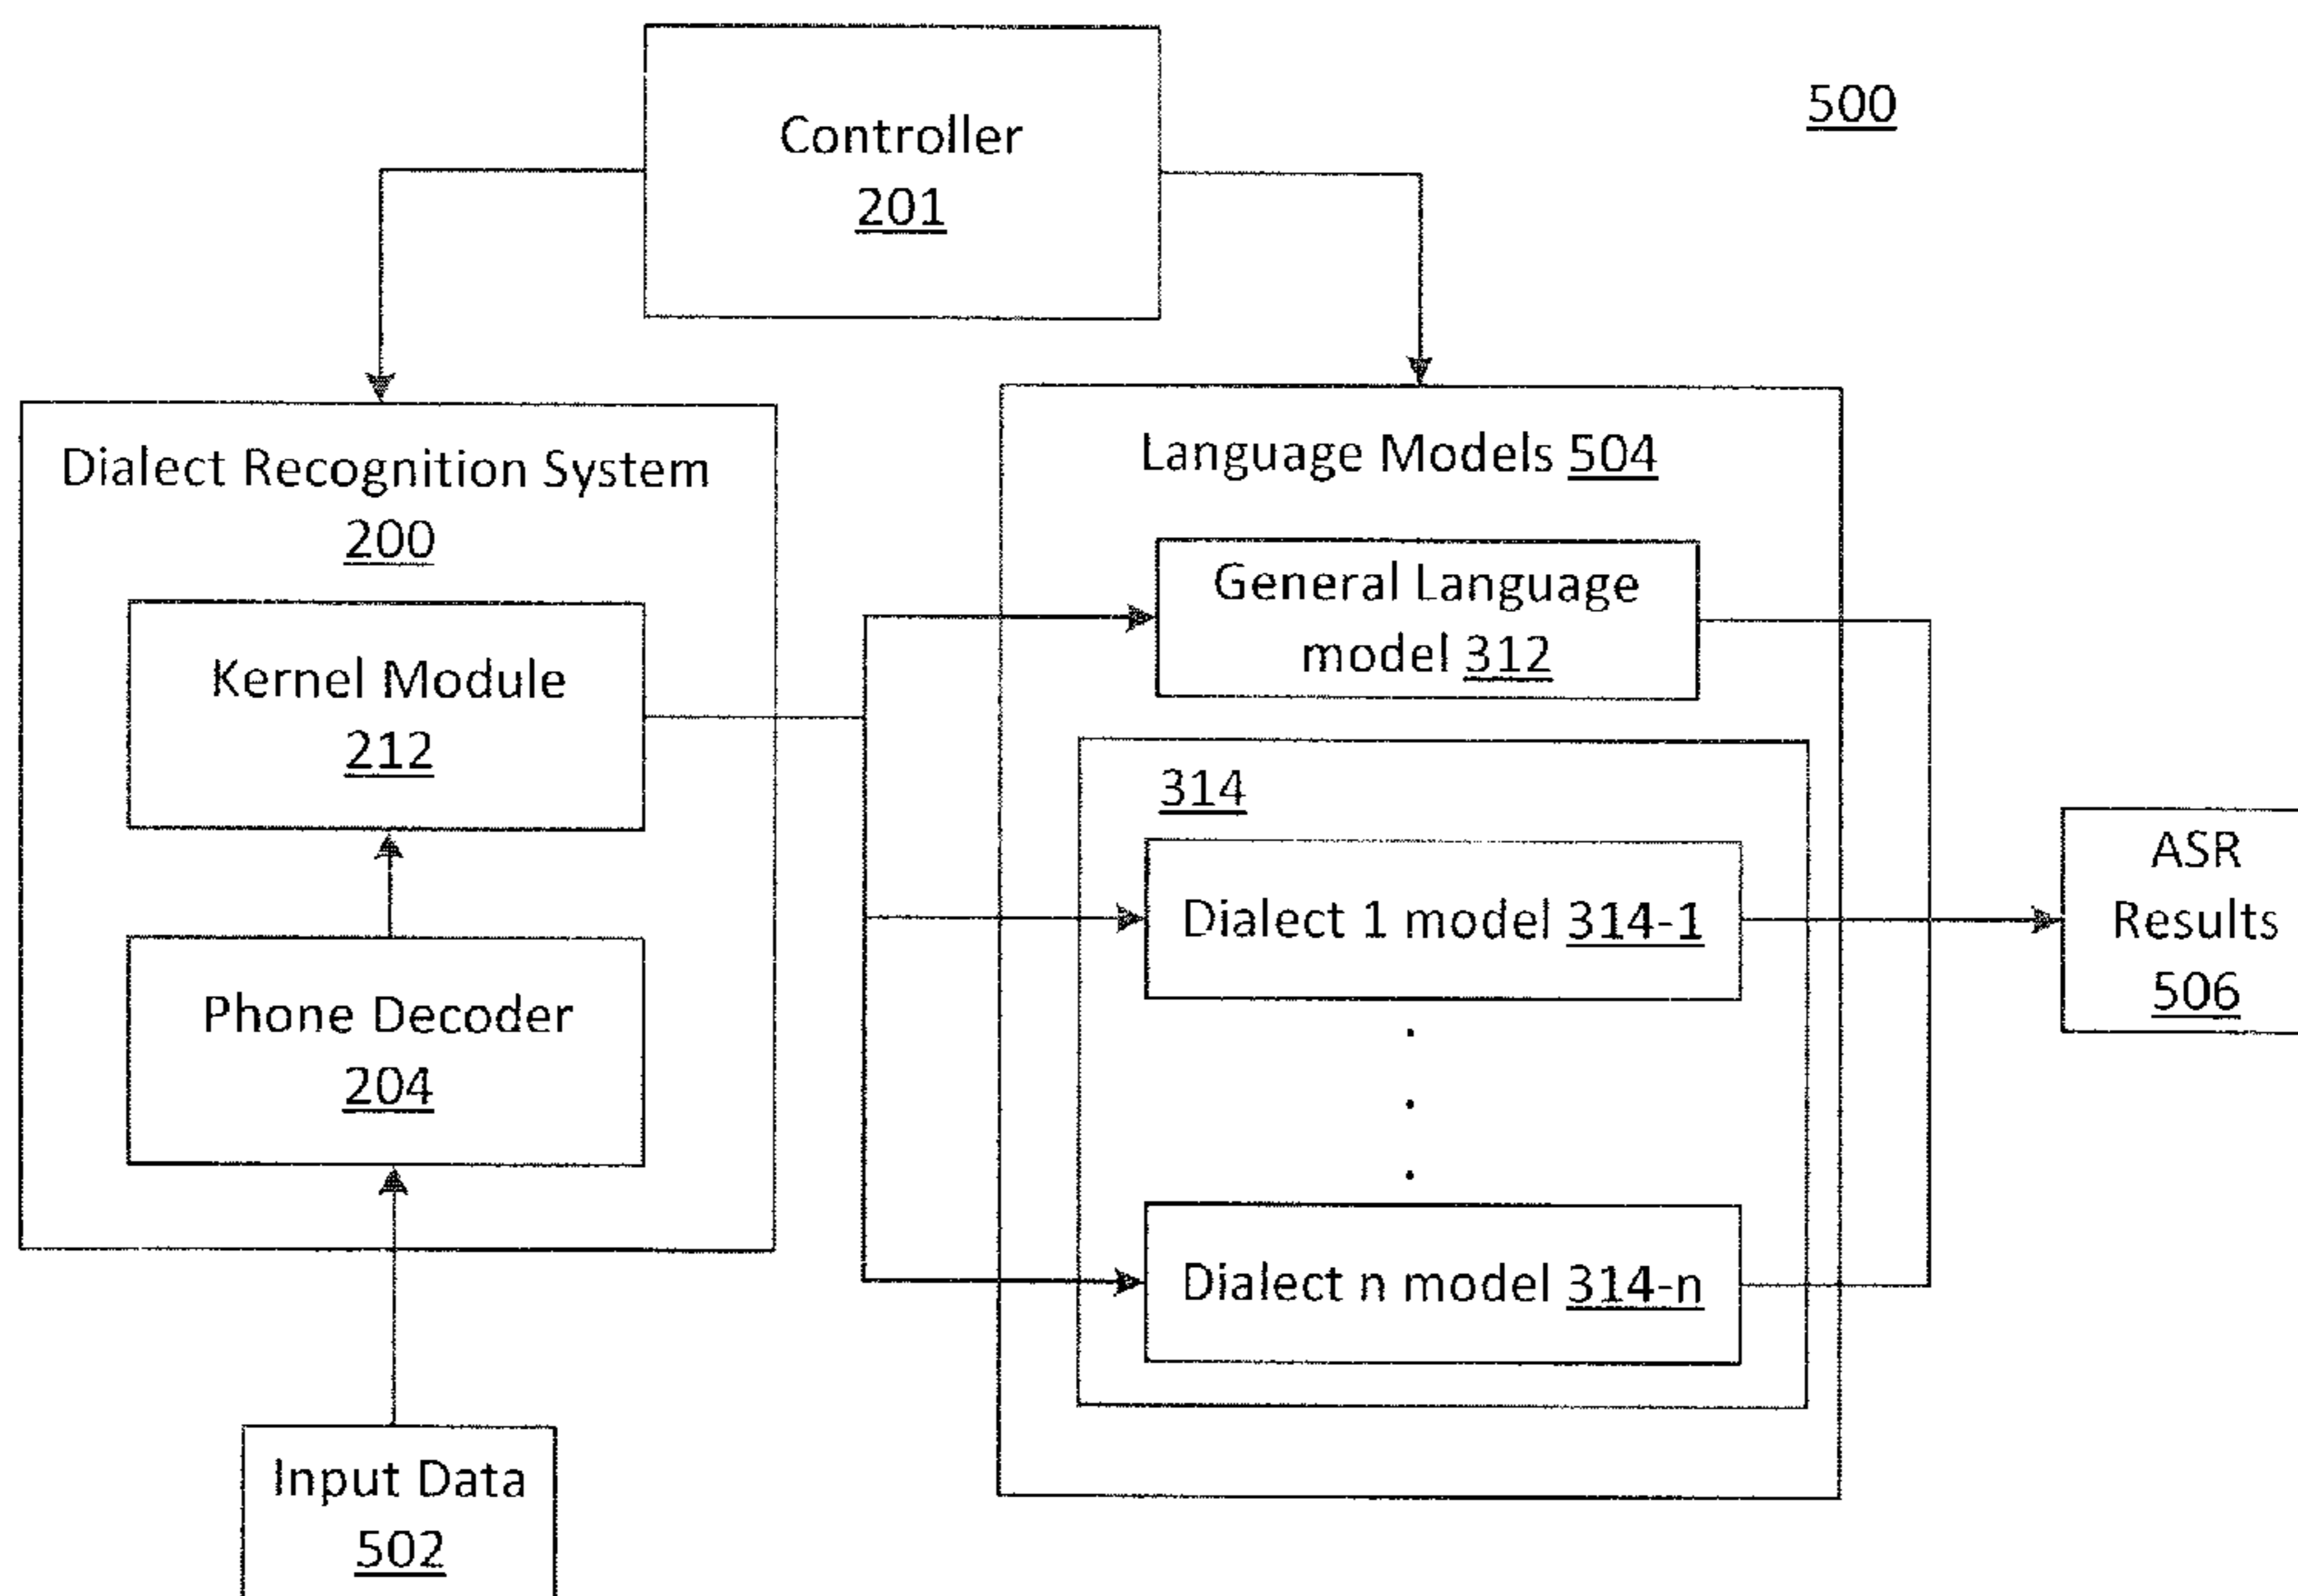 500
Controller
201
Dialect Recognition System
200
Kernel Module
212
Phone Decoder
204
Input Data
502
Language Models 504
General Language
model 312
314
Dialect 1 model 314-1
.
.
.
Dialect n model 314-n
ASR
Results
506